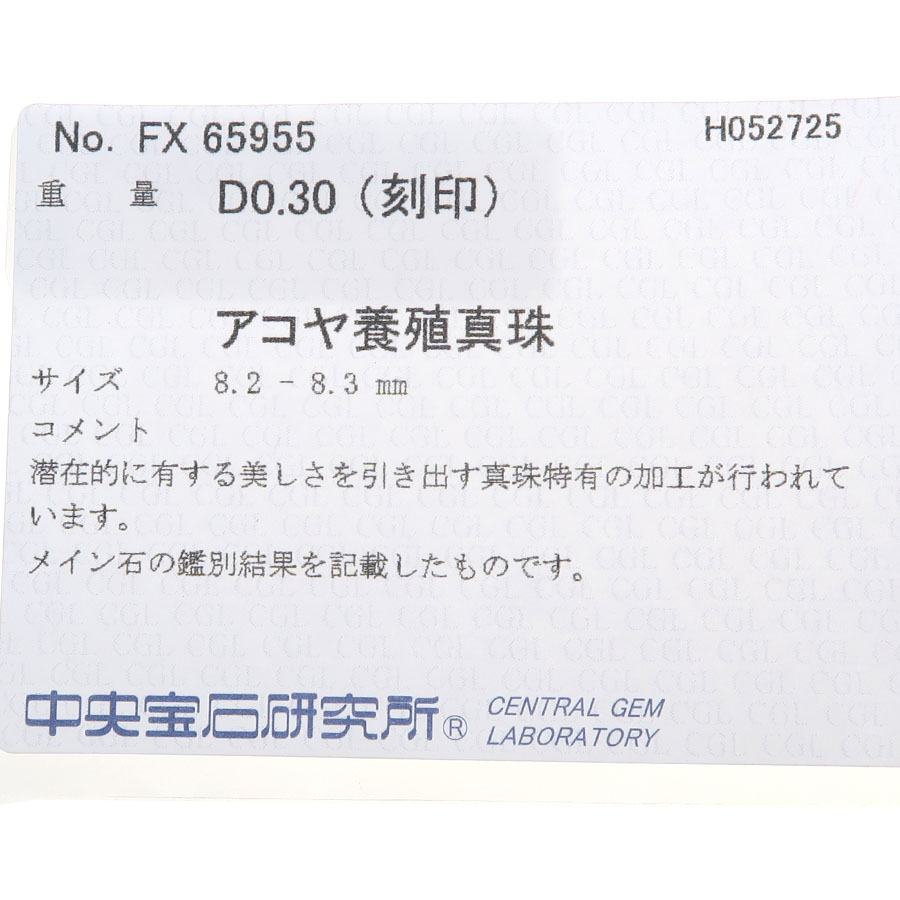 No. FX 65955 H052725
重 量 D0.30 (刻印)
アコヤ養殖真珠
サイズ 8.2 - 8.3 mm
コメント
潜在的に有する美しさを引き出す真珠特有の加工が行われて
います。
メイン石の鑑別結果を記載したものです。
中央宝石研究所® CENTRAL GEM
LABORATORY